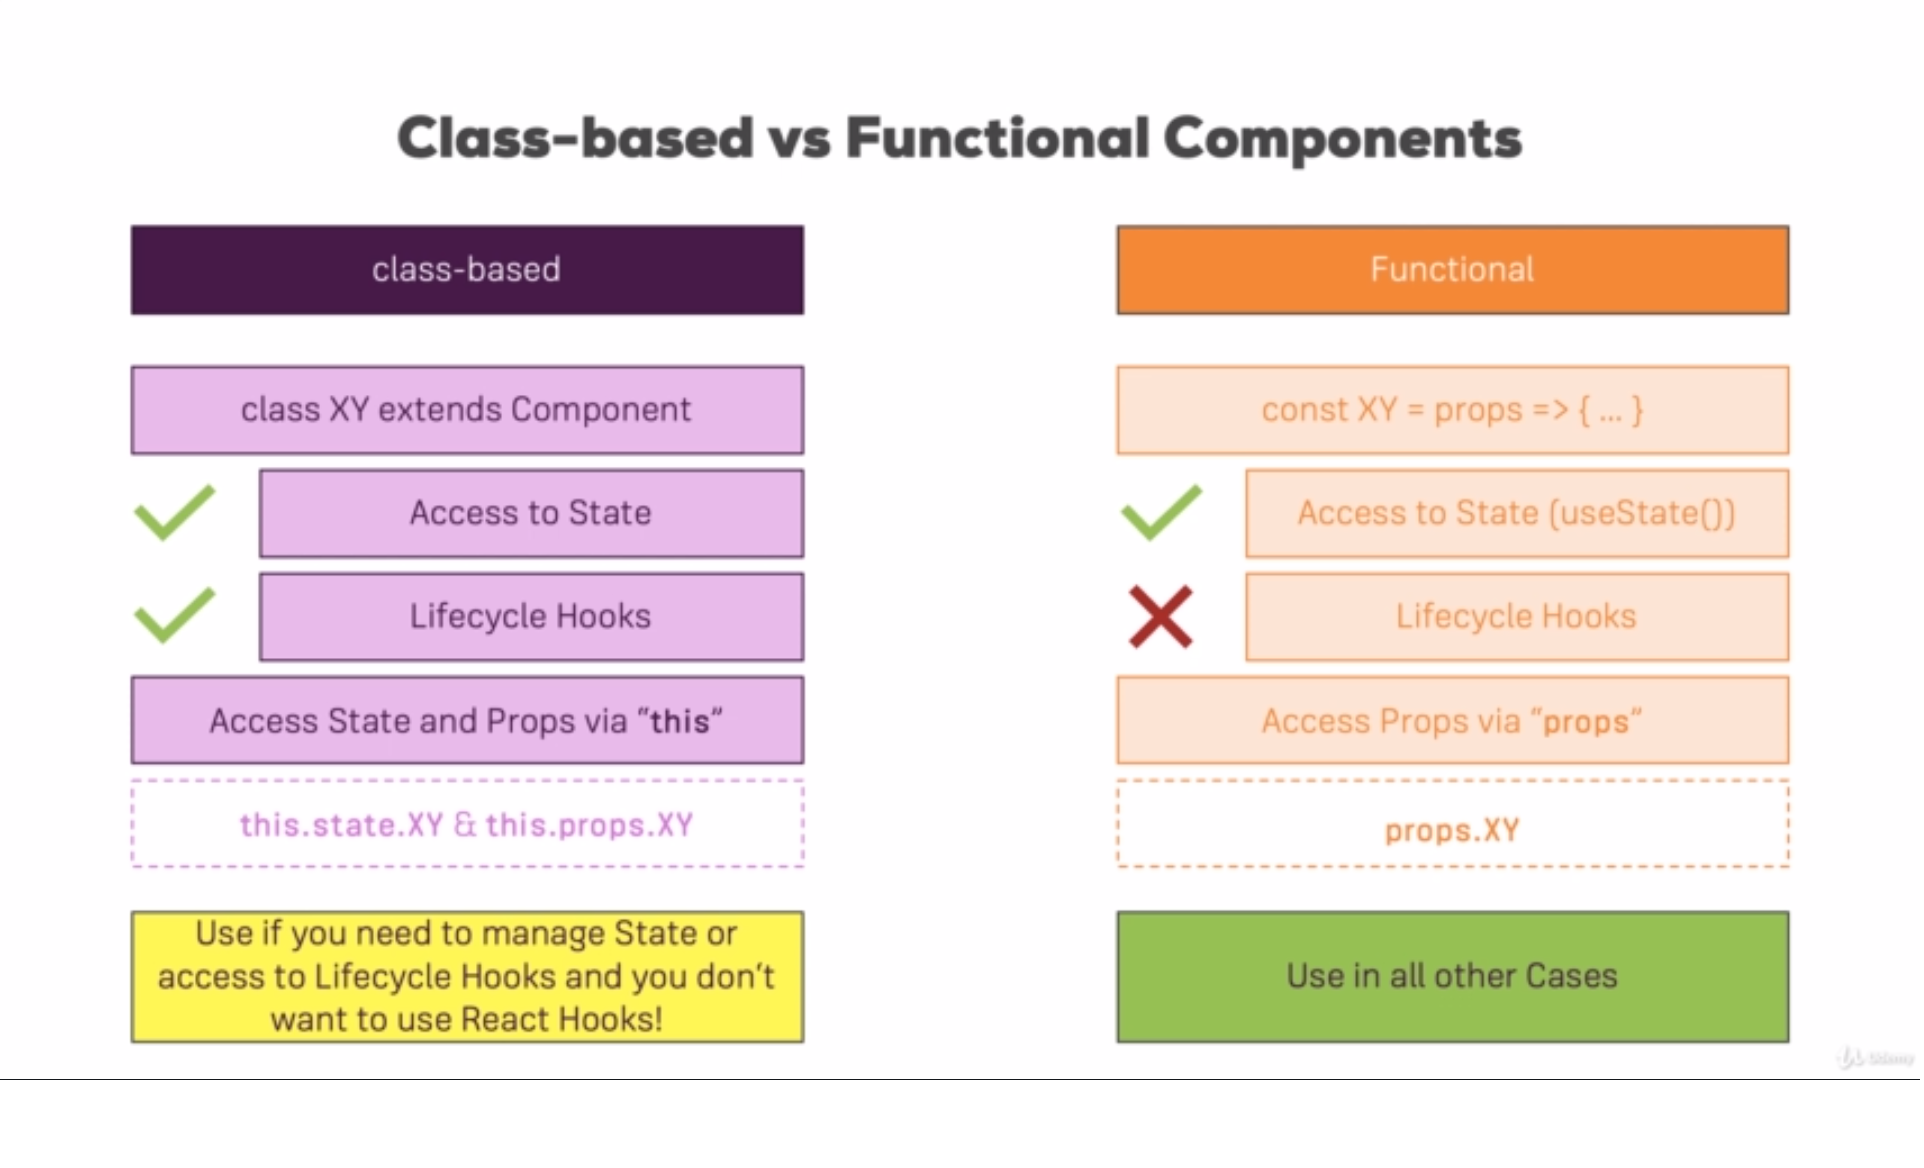 Class-based vs Functional Components
class-based
class XY extends Component
Access to State
Lifecycle Hooks
Access State and Props via “this”
this.state.XY & this.props.XY
Use if you need to manage State or
access to Lifecycle Hooks and you don’t
want to use React Hooks!
Functional
const XY = props => { ... }
Access to State (useState())
Lifecycle Hooks
Access Props via “props”
props.XY
Use in all other Cases
Udemy